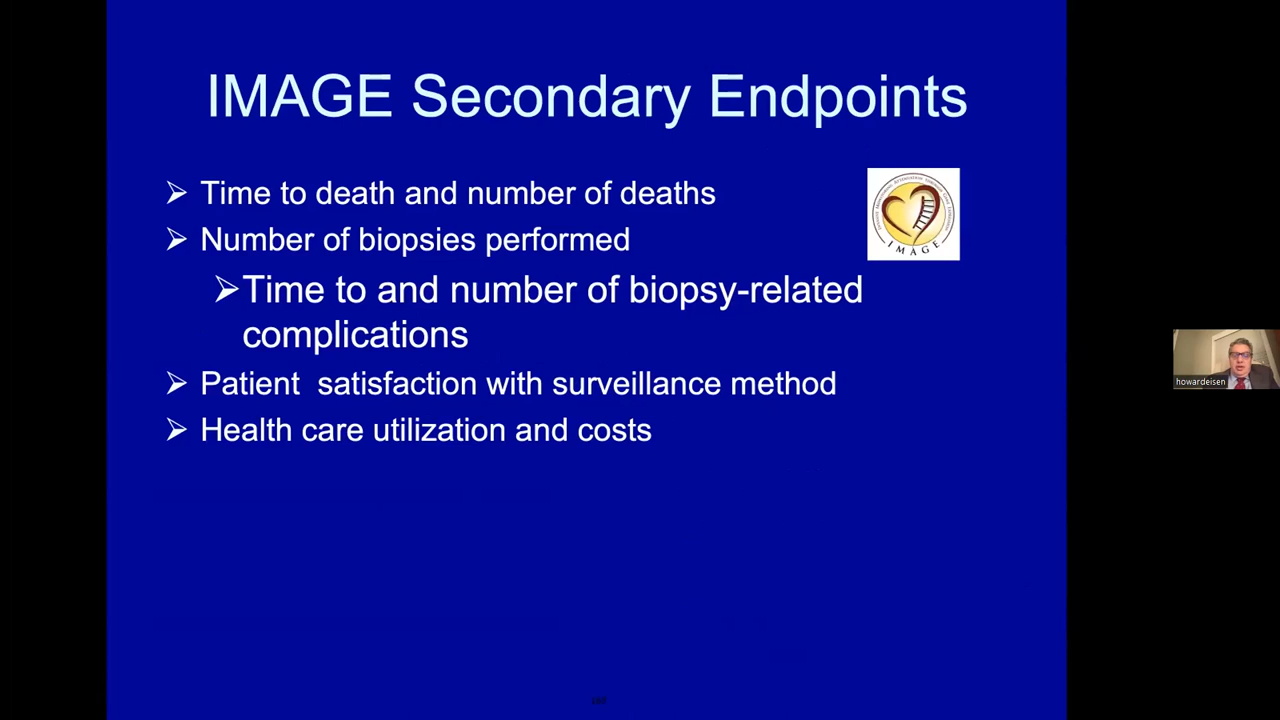 IMAGE Secondary Endpoints
Time to death and number of deaths
Number of biopsies performed
Time to and number of biopsy-related
complications
Patient satisfaction with surveillance method
Health care utilization and costs
IMAGE
howardeisen